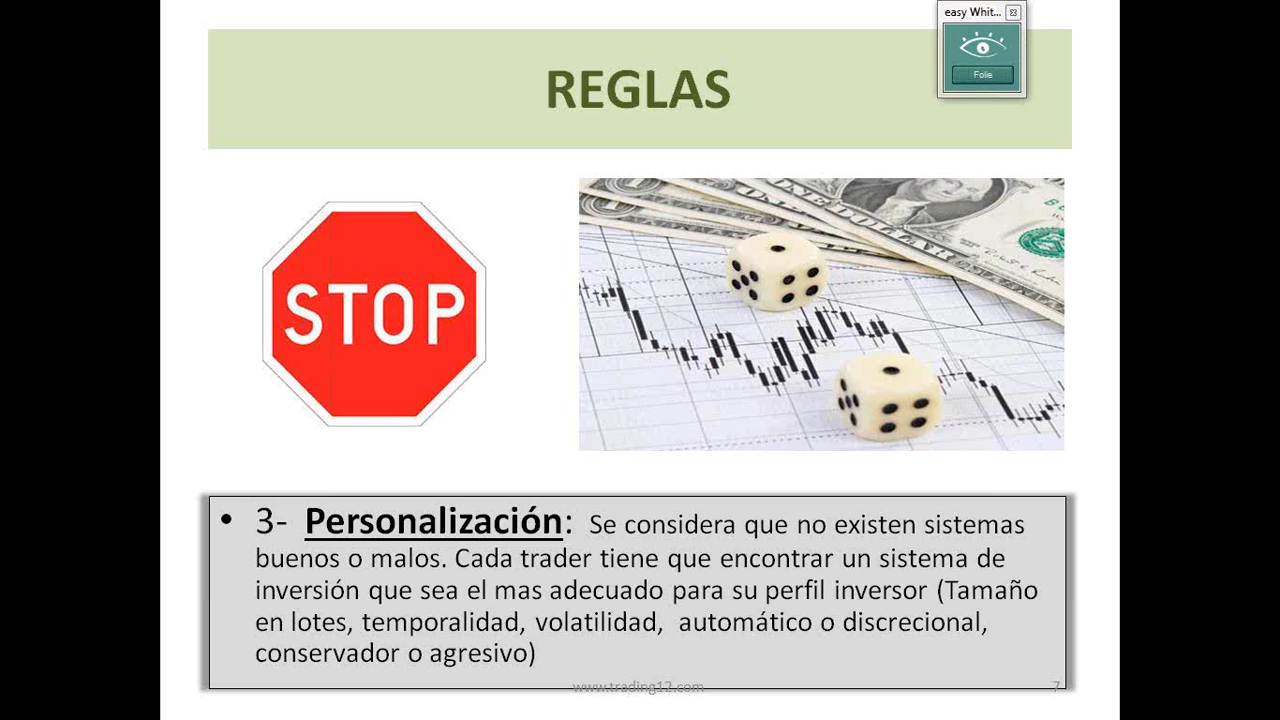 easy Whit...
Folie
REGLAS
STOP
ONE DOLLAR
• 3- Personalización: Se considera que no existen sistemas
buenos o malos. Cada trader tiene que encontrar un sistema de
inversión que sea el mas adecuado para su perfil inversor (Tamaño
en lotes, temporalidad, volatilidad, automático o discrecional,
conservador o agresivo)
www.trading12.com
7